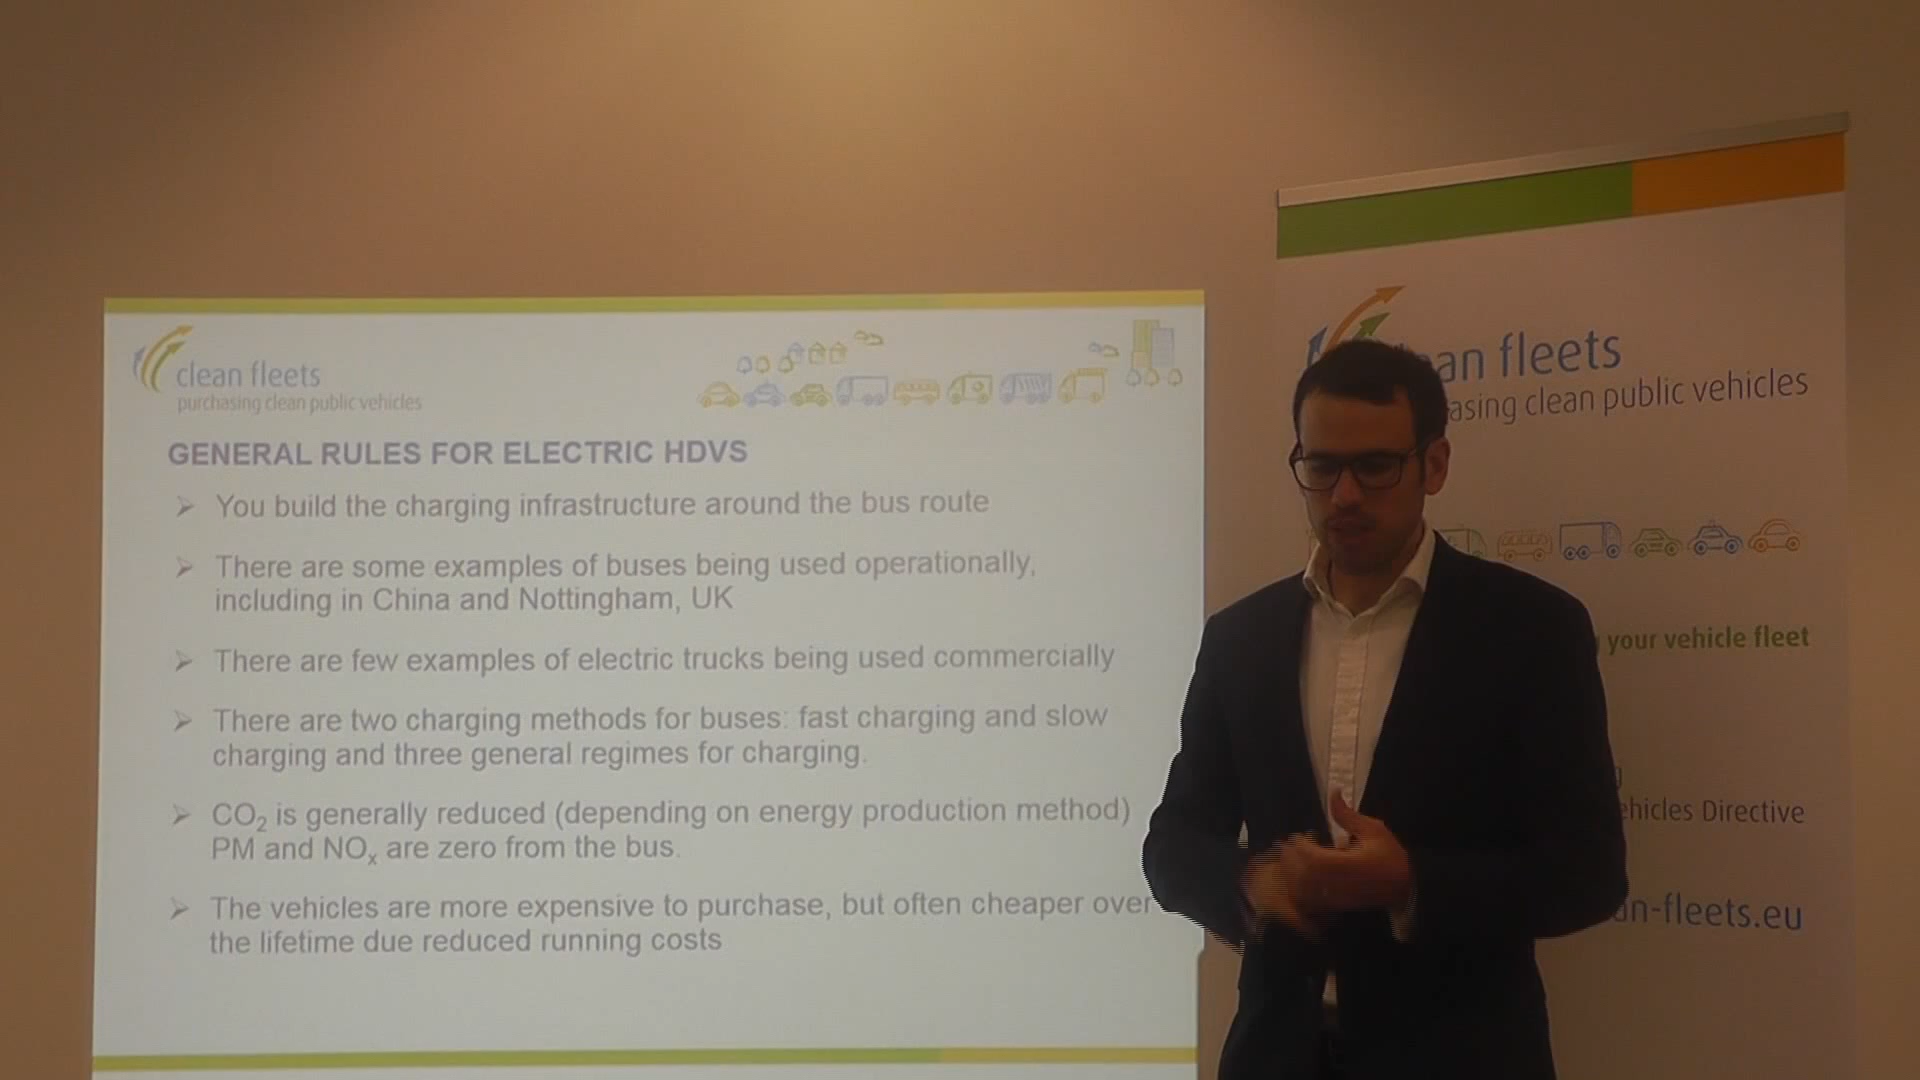 clean fleets
purchasing clean public vehicles
GENERAL RULES FOR ELECTRIC HDVS
You build the charging infrastructure around the bus route
There are some examples of buses being used operationally,
including in China and Nottingham, UK
There are few examples of electric trucks being used commercially
There are two charging methods for buses: fast charging and slow
charging and three general regimes for charging.
CO₂ is generally reduced (depending on energy production method)
PM and NOₓ are zero from the bus.
The vehicles are more expensive to purchase, but often cheaper over
the lifetime due reduced running costs
an fleets
asing clean public vehicles
your vehicle fleet
ehicles Directive
an-fleets.eu